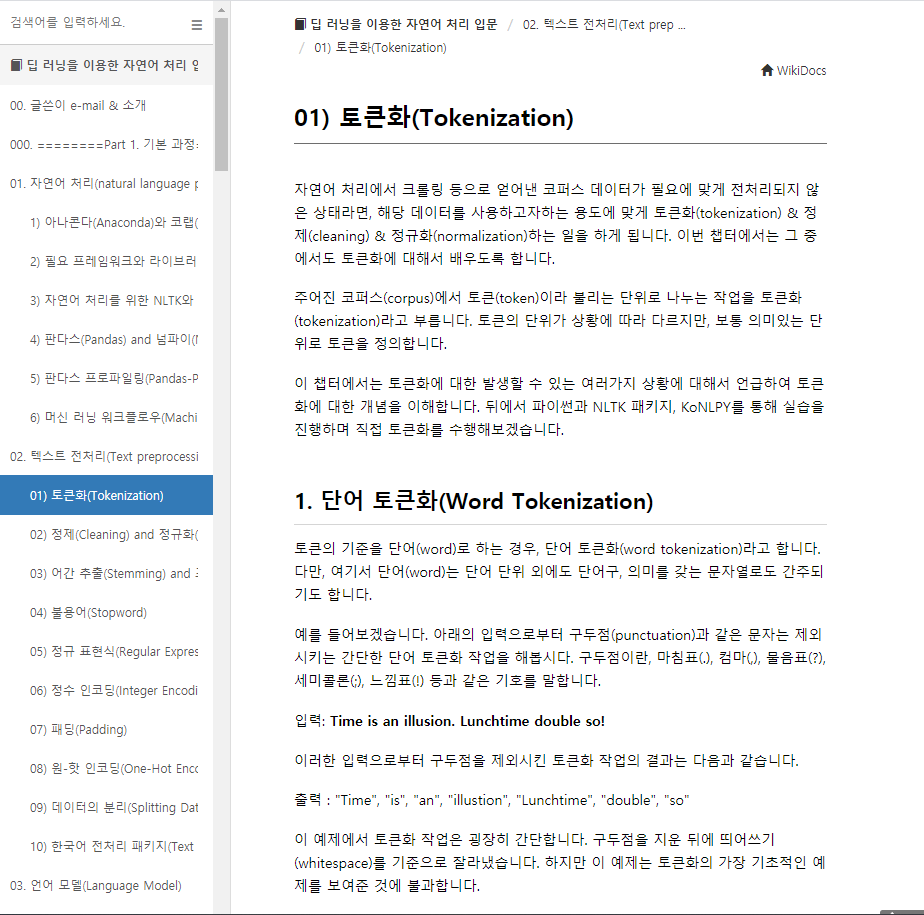 검색어를 입력하세요.
딥 러닝을 이용한 자연어 처리 입
00. 글쓴이 e-mail & 소개
000. ========Part 1. 기본 과정=
01. 자연어 처리(natural language p
1) 아나콘다(Anaconda)와 코랩(
2) 필요 프레임워크와 라이브러
3) 자연어 처리를 위한 NLTK와
4) 판다스(Pandas) and 넘파이(N
5) 판다스 프로파일링(Pandas-P
6) 머신 러닝 워크플로우(Machi
02. 텍스트 전처리(Text preprocessi
01) 토큰화(Tokenization)
02) 정제(Cleaning) and 정규화(
03) 어간 추출(Stemming) and
04) 불용어(Stopword)
05) 정규 표현식(Regular Expres
06) 정수 인코딩(Integer Encodi
07) 패딩(Padding)
08) 원-핫 인코딩(One-Hot Enc
09) 데이터의 분리(Splitting Dat
10) 한국어 전처리 패키지(Text
03. 언어 모델(Language Model)
딥 러닝을 이용한 자연어 처리 입문 / 02. 텍스트 전처리(Text prep ...
/ 01) 토큰화(Tokenization)
WikiDocs
01) 토큰화(Tokenization)
자연어 처리에서 크롤링 등으로 얻어낸 코퍼스 데이터가 필요에 맞게 전처리되지 않
은 상태라면, 해당 데이터를 사용하고자하는 용도에 맞게 토큰화(tokenization) & 정
제(cleaning) & 정규화(normalization)하는 일을 하게 됩니다. 이번 챕터에서는 그 중
에서도 토큰화에 대해서 배우도록 합니다.
주어진 코퍼스(corpus)에서 토큰(token)이라 불리는 단위로 나누는 작업을 토큰화
(tokenization)라고 부릅니다. 토큰의 단위가 상황에 따라 다르지만, 보통 의미있는 단
위로 토큰을 정의합니다.
이 챕터에서는 토큰화에 대한 발생할 수 있는 여러가지 상황에 대해서 언급하여 토큰
화에 대한 개념을 이해합니다. 뒤에서 파이썬과 NLTK 패키지, KoNLPY를 통해 실습을
진행하며 직접 토큰화를 수행해보겠습니다.
1. 단어 토큰화(Word Tokenization)
토큰의 기준을 단어(word)로 하는 경우, 단어 토큰화(word tokenization)라고 합니다.
다만, 여기서 단어(word)는 단어 단위 외에도 단어구, 의미를 갖는 문자열로도 간주되
기도 합니다.
예를 들어보겠습니다. 아래의 입력으로부터 구두점(punctuation)과 같은 문자는 제외
시키는 간단한 단어 토큰화 작업을 해봅시다. 구두점이란, 마침표(.), 컴마(,), 물음표(?),
세미콜론(;), 느낌표(!) 등과 같은 기호를 말합니다.
입력: Time is an illusion. Lunchtime double so!
이러한 입력으로부터 구두점을 제외시킨 토큰화 작업의 결과는 다음과 같습니다.
출력 : "Time", "is", "an", "illustion", "Lunchtime", "double", "so"
이 예제에서 토큰화 작업은 굉장히 간단합니다. 구두점을 지운 뒤에 띄어쓰기
(whitespace)를 기준으로 잘라냈습니다. 하지만 이 예제는 토큰화의 가장 기초적인 예
제를 보여준 것에 불과합니다.